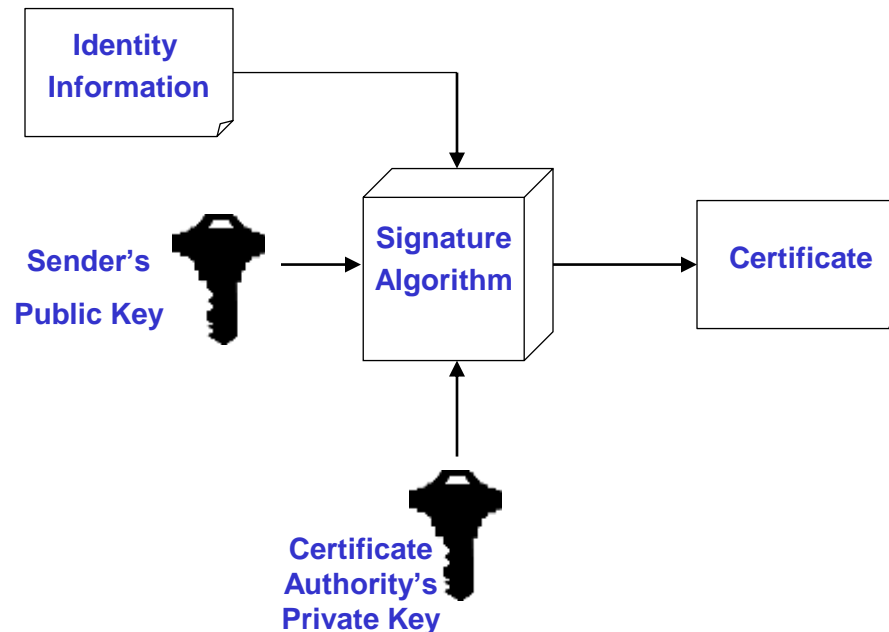 Identity
Information
Sender’s
Public Key
Signature
Algorithm
Certificate
Certificate
Authority’s
Private Key